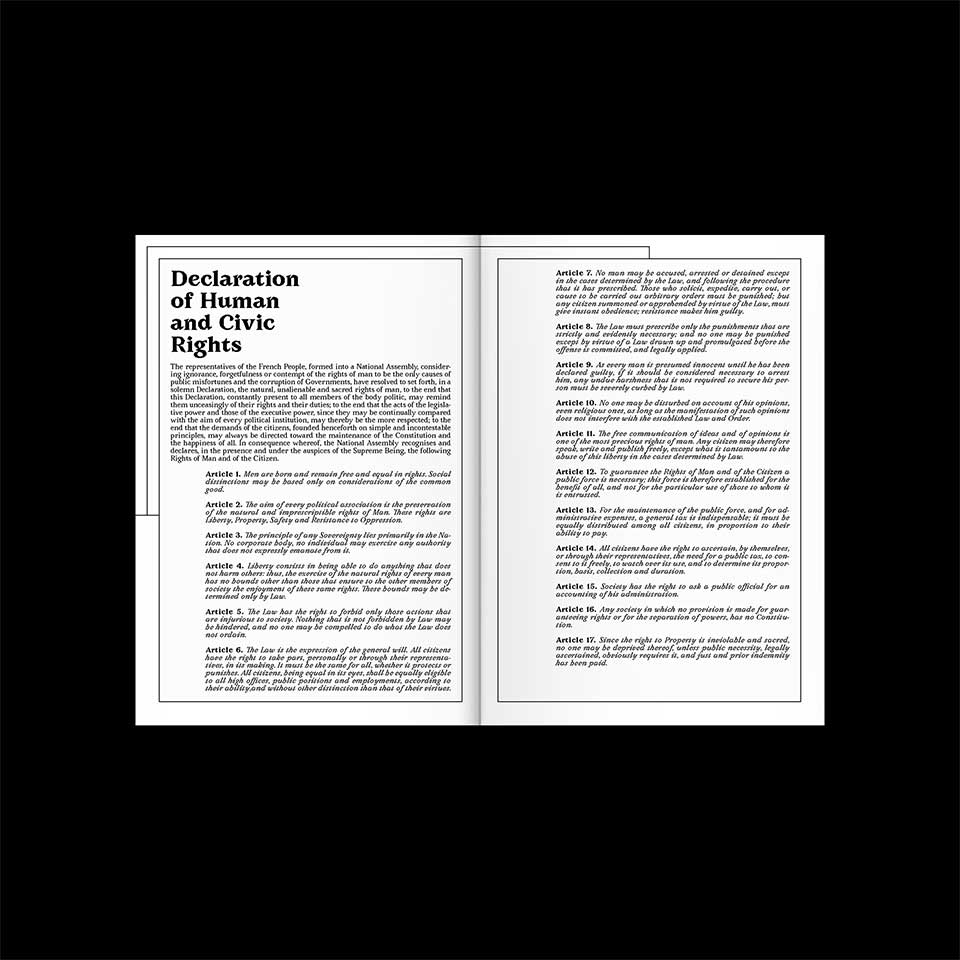 Declaration
of Human
and Civic
Rights
The representatives of the French People, formed into a National Assembly, consider-
ing ignorance, forgetfulness or contempt of the rights of man to be the only causes of
public misfortunes and the corruption of Governments, have resolved to set forth, in a
solemn Declaration, the natural, unalienable and sacred rights of man, to the end that
this Declaration, constantly present to all members of the body politic, may remind
them unceasingly of their rights and their duties; to the end that the acts of the legisla-
tive power and those of the executive power, since they may be continually compared
with the aim of every political institution, may thereby be the more respected; to the
end that the demands of the citizens, founded henceforth on simple and incontestable
principles, may always be directed toward the maintenance of the Constitution and
the happiness of all. In consequence whereof, the National Assembly recognises and
declares, in the presence and under the auspices of the Supreme Being, the following
Rights of Man and of the Citizen.
Article 1. Men are born and remain free and equal in rights. Social
distinctions may be based only on considerations of the common
good.
Article 2. The aim of every political association is the preservation
of the natural and imprescriptible rights of Man. These rights are
Liberty, Property, Safety and Resistance to Oppression.
Article 3. The principle of any Sovereignty lies primarily in the Na-
tion. No corporate body, no individual may exercise any authority
that does not expressly emanate from it.
Article 4. Liberty consists in being able to do anything that does
not harm others: thus, the exercise of the natural rights of every man
has no bounds other than those that ensure to the other members of
society the enjoyment of these same rights. These bounds may be de-
termined only by Law.
Article 5. The Law has the right to forbid only those actions that
are injurious to society. Nothing that is not forbidden by Law may
be hindered, and no one may be compelled to do what the Law does
not ordain.
Article 6. The Law is the expression of the general will. All citizens
have the right to take part, personally or through their representa-
tives, in its making. It must be the same for all, whether it protects or
punishes. All citizens, being equal in its eyes, shall be equally eligible
to all high offices, public positions and employments, according to
their ability,and without other distinction than that of their virtues.
Article 7. No man may be accused, arrested or detained except
in the cases determined by the Law, and following the procedure
that it has prescribed. Those who solicit, expedite, carry out, or
cause to be carried out arbitrary orders must be punished; but
any citizen summoned or apprehended by virtue of the Law, must
give instant obedience; resistance makes him guilty.
Article 8. The Law must prescribe only the punishments that are
strictly and evidently necessary; and no one may be punished
except by virtue of a Law drawn up and promulgated before the
offense is committed, and legally applied.
Article 9. As every man is presumed innocent until he has been
declared guilty, if it should be considered necessary to arrest
him, any undue harshness that is not required to secure his per-
son must be severely curbed by Law.
Article 10. No one may be disturbed on account of his opinions,
even religious ones, as long as the manifestation of such opinions
does not interfere with the established Law and Order.
Article 11. The free communication of ideas and of opinions is
one of the most precious rights of man. Any citizen may therefore
speak, write and publish freely, except what is tantamount to the
abuse of this liberty in the cases determined by Law.
Article 12. To guarantee the Rights of Man and of the Citizen a
public force is necessary; this force is therefore established for the
benefit of all, and not for the particular use of those to whom it
is entrusted.
Article 13. For the maintenance of the public force, and for ad-
ministrative expenses, a general tax is indispensable; it must be
equally distributed among all citizens, in proportion to their
ability to pay.
Article 14. All citizens have the right to ascertain, by themselves,
or through their representatives, the need for a public tax, to con-
sent to it freely, to watch over its use, and to determine its propor-
tion, basis, collection and duration.
Article 15. Society has the right to ask a public official for an
accounting of his administration.
Article 16. Any society in which no provision is made for guar-
anteeing rights or for the separation of powers, has no Constitu-
tion.
Article 17. Since the right to Property is inviolable and sacred,
no one may be deprived thereof, unless public necessity, legally
ascertained, obviously requires it, and just and prior indemnity
has been paid.